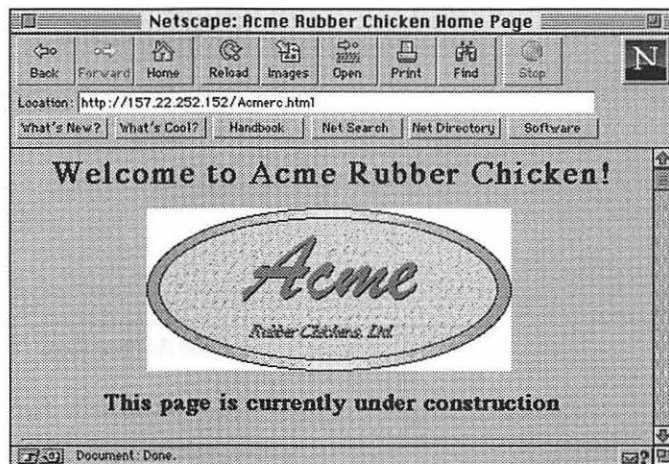 Netscape: Acme Rubber Chicken Home Page
Back Forward Home Reload Images Open Print Find Stop
N
Location: http://157.22.252.152/Acmerc.html
What's New? What's Cool? Handbook Net Search Net Directory Software
Welcome to Acme Rubber Chicken!
Acme
Rubber Chickens, Ltd.
This page is currently under construction
Document: Done.
?